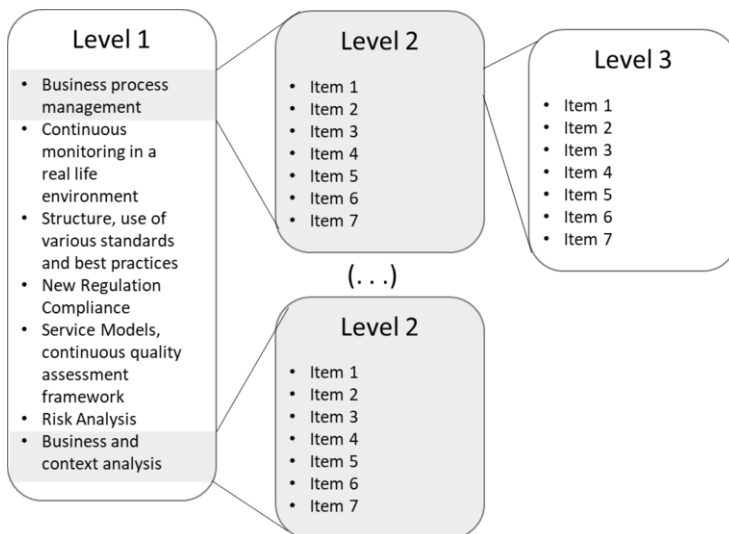 Level 1
• Business process
management
• Continuous
monitoring in a
real life
environment
• Structure, use of
various standards
and best practices
• New Regulation
Compliance
• Service Models,
continuous quality
assessment
framework
• Risk Analysis
• Business and
context analysis
Level 2
• Item 1
• Item 2
• Item 3
• Item 4
• Item 5
• Item 6
• Item 7
(...)
Level 2
• Item 1
• Item 2
• Item 3
• Item 4
• Item 5
• Item 6
• Item 7
Level 3
• Item 1
• Item 2
• Item 3
• Item 4
• Item 5
• Item 6
• Item 7